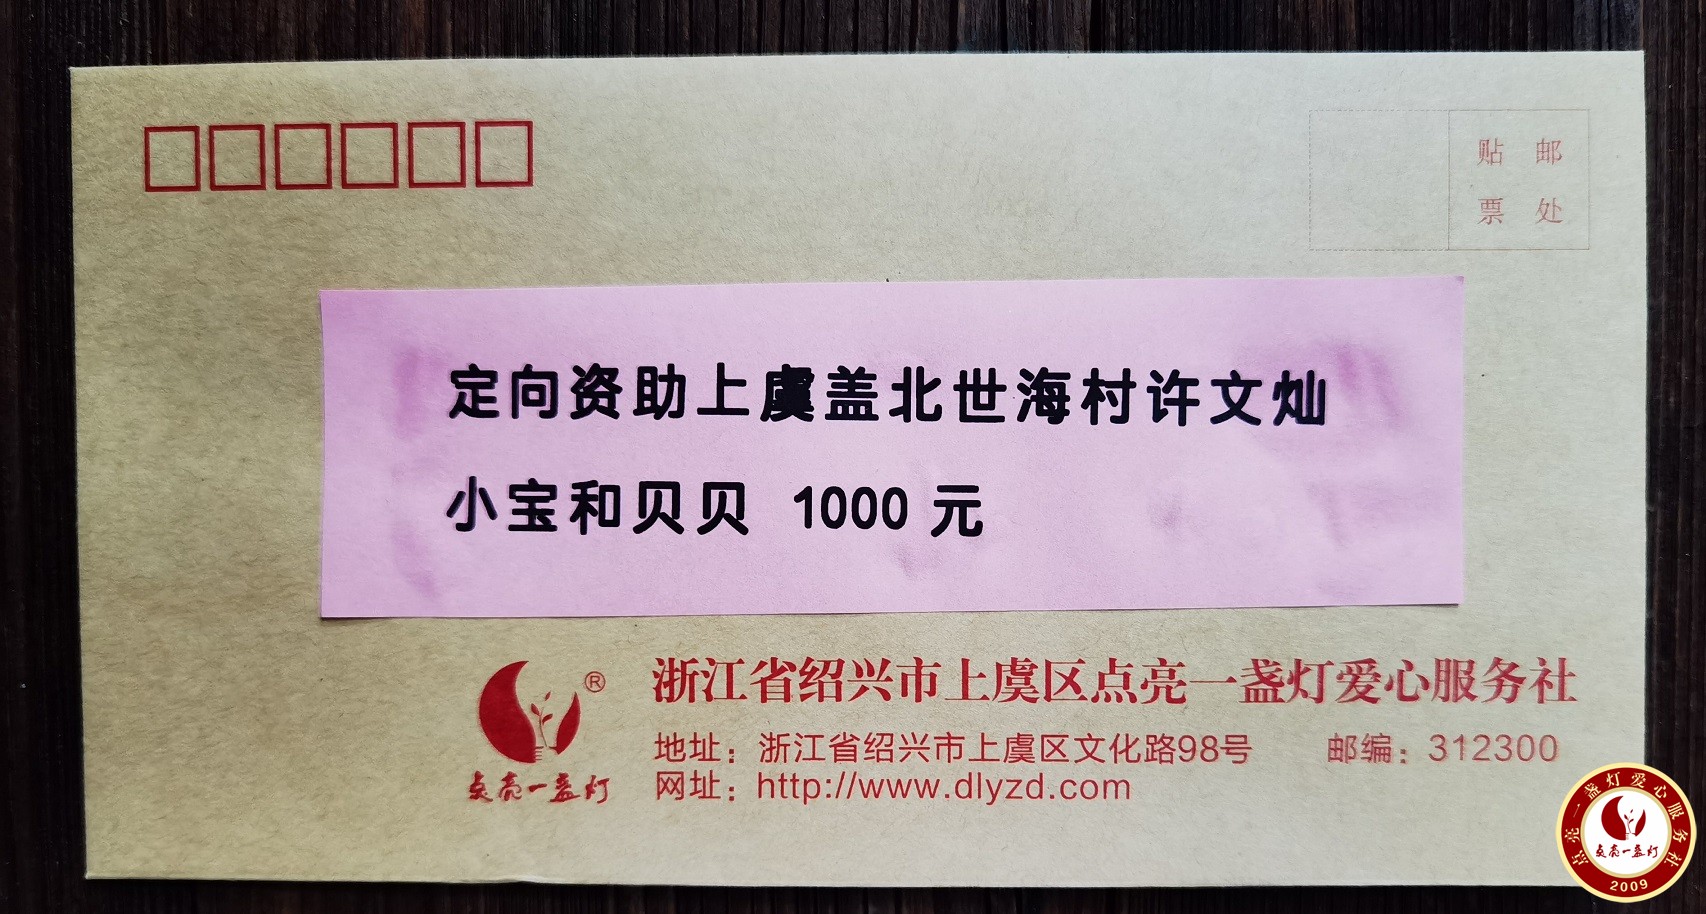 贴 邮
票 处
定向资助上虞盖北世海村许文灿
小宝和贝贝 1000 元
®
浙江省绍兴市上虞区点亮一盏灯爱心服务社
地址：浙江省绍兴市上虞区文化路98号 邮编：312300
点亮一盏灯
网址：http://www.dlyzd.com
点亮一盏灯爱心服务社
点亮一盏灯
2009